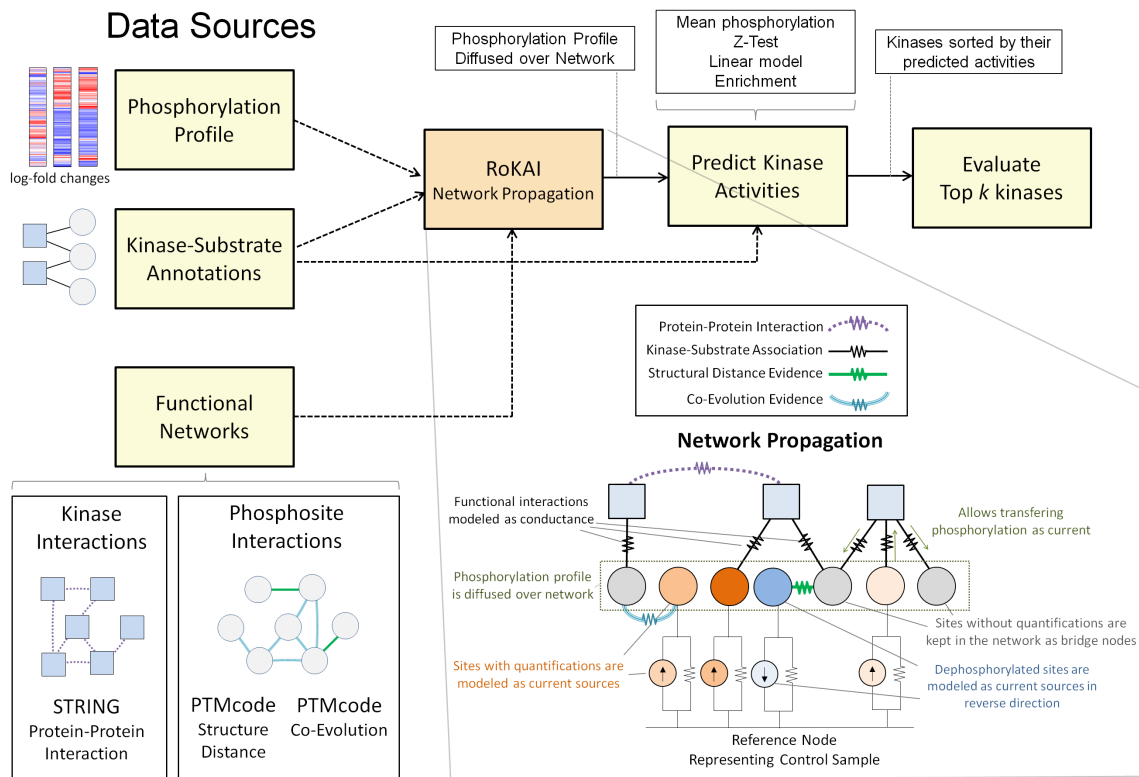 Data Sources
Phosphorylation
Profile
log-fold changes
Kinase-Substrate
Annotations
Functional
Networks
RoKAI
Network Propagation
Phosphorylation Profile
Diffused over Network
Mean phosphorylation
Z-Test
Linear model
Enrichment
Predict Kinase
Activities
Kinases sorted by their
predicted activities
Evaluate
Top k kinases
Kinase
Interactions
STRING
Protein-Protein
Interaction
Phosphosite
Interactions
PTMcode
Structure
Distance
PTMcode
Co-Evolution
Protein-Protein Interaction
Kinase-Substrate Association
Structural Distance Evidence
Co-Evolution Evidence
Network Propagation
Functional interactions
modeled as conductance
Allows transfering
phosphorylation as current
Phosphorylation profile
is diffused over network
Sites without quantifications are
kept in the network as bridge nodes
Sites with quantifications are
modeled as current sources
Dephosphorylated sites are
modeled as current sources in
reverse direction
Reference Node
Representing Control Sample